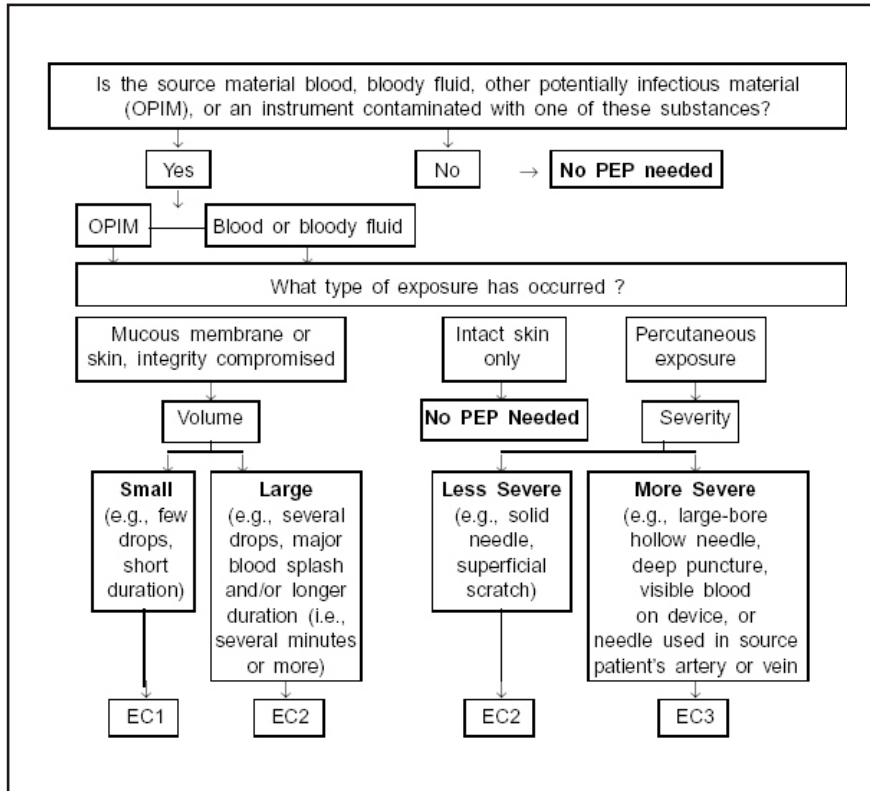 Is the source material blood, bloody fluid, other potentially infectious material
(OPIM), or an instrument contaminated with one of these substances?
Yes
No
→ No PEP needed
OPIM
Blood or bloody fluid
What type of exposure has occurred ?
Mucous membrane or
skin, integrity compromised
Intact skin
only
Percutaneous
exposure
Volume
No PEP Needed
Severity
Small
(e.g., few
drops,
short
duration)
Large
(e.g., several
drops, major
blood splash
and/or longer
duration (i.e.,
several minutes
or more)
Less Severe
(e.g., solid
needle,
superficial
scratch)
More Severe
(e.g., large-bore
hollow needle,
deep puncture,
visible blood
on device, or
needle used in source
patient's artery or vein
EC1
EC2
EC2
EC3